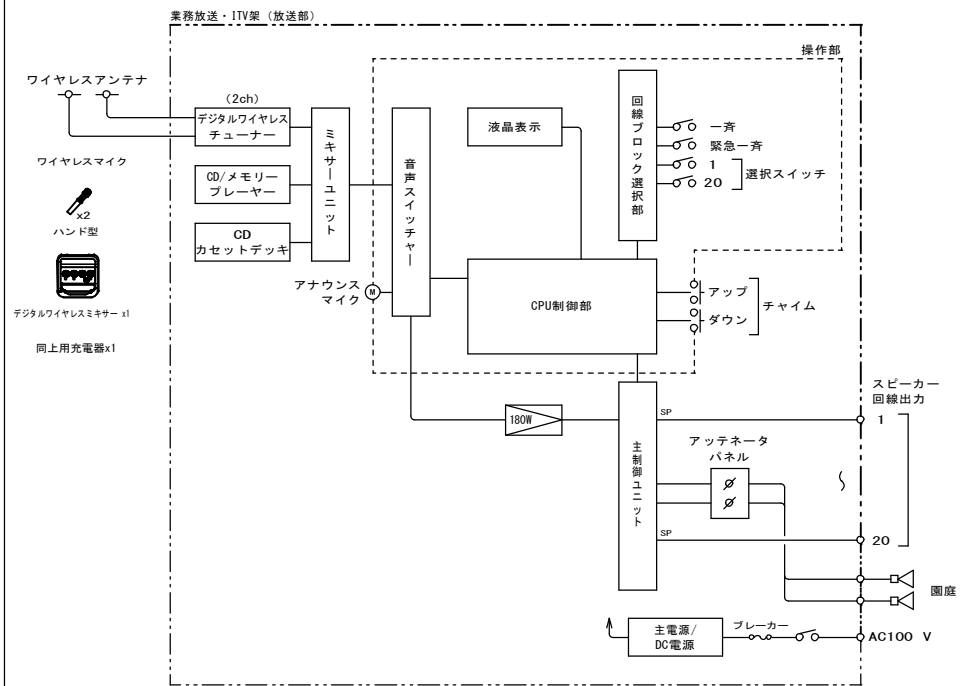 業務放送・ITV架（放送部）
操作部
ワイヤレスアンテナ
(2ch)
デジタルワイヤレス
チューナー
ワイヤレスマイク
x2
ハンド型
デジタルワイヤレスミキサー x1
同上用充電器x1
CD/メモリー
プレーヤー
CD
カセットデッキ
ミキサーユニット
音声スイッチャー
アナウンス
マイク
M
液晶表示
回線ブロック選択部
一斉
緊急一斉
1
20
選択スイッチ
CPU制御部
アップ
ダウン
チャイム
180W
主制御ユニット
SP
SP
アッテネータ
パネル
スピーカー
回線出力
1
20
園庭
主電源/
DC電源
ブレーカー
AC100 V